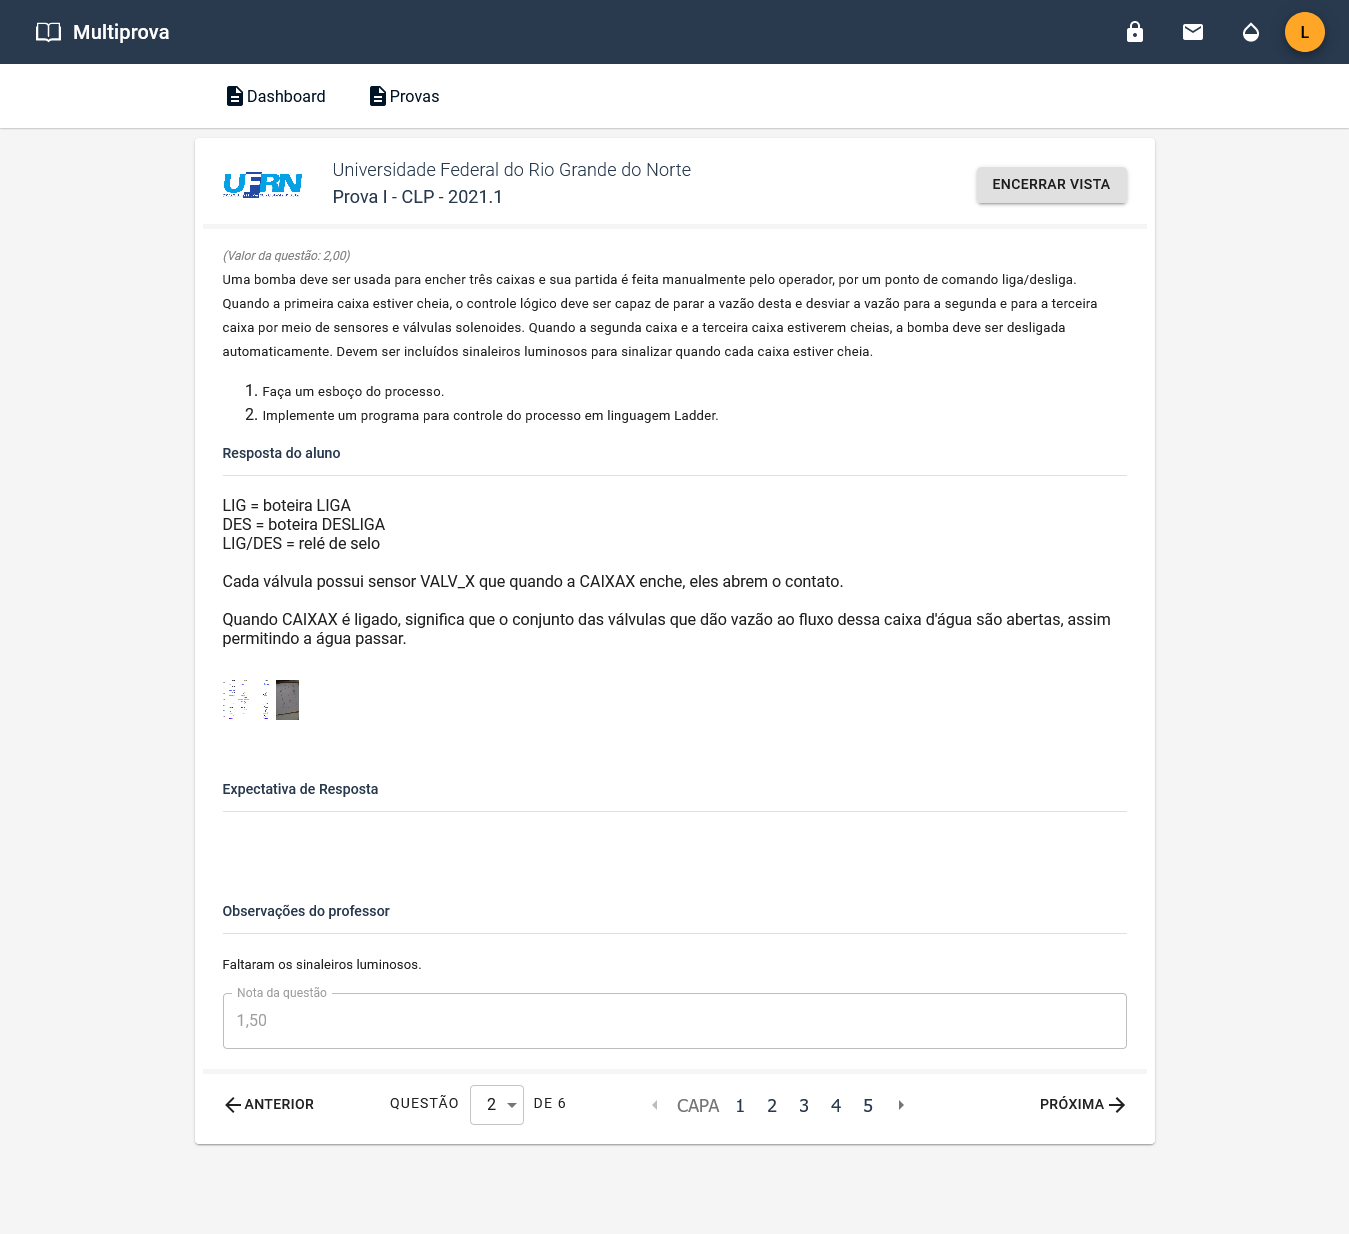 Multiprova
L
Dashboard
Provas
UFRN
Universidade Federal do Rio Grande do Norte
Prova I - CLP - 2021.1
ENCERRAR VISTA
(Valor da questão: 2,00)
Uma bomba deve ser usada para encher três caixas e sua partida é feita manualmente pelo operador, por um ponto de comando liga/desliga.
Quando a primeira caixa estiver cheia, o controle lógico deve ser capaz de parar a vazão desta e desviar a vazão para a segunda e para a terceira
caixa por meio de sensores e válvulas solenoides. Quando a segunda caixa e a terceira caixa estiverem cheias, a bomba deve ser desligada
automaticamente. Devem ser incluídos sinaleiros luminosos para sinalizar quando cada caixa estiver cheia.
1. Faça um esboço do processo.
2. Implemente um programa para controle do processo em linguagem Ladder.
Resposta do aluno
LIG = boteira LIGA
DES = boteira DESLIGA
LIG/DES = relé de selo
Cada válvula possui sensor VALV_X que quando a CAIXAX enche, eles abrem o contato.
Quando CAIXAX é ligado, significa que o conjunto das válvulas que dão vazão ao fluxo dessa caixa d'água são abertas, assim
permitindo a água passar.
Expectativa de Resposta
Observações do professor
Faltaram os sinaleiros luminosos.
Nota da questão
1,50
ANTERIOR
QUESTÃO 2 DE 6
CAPA 1 2 3 4 5
PRÓXIMA